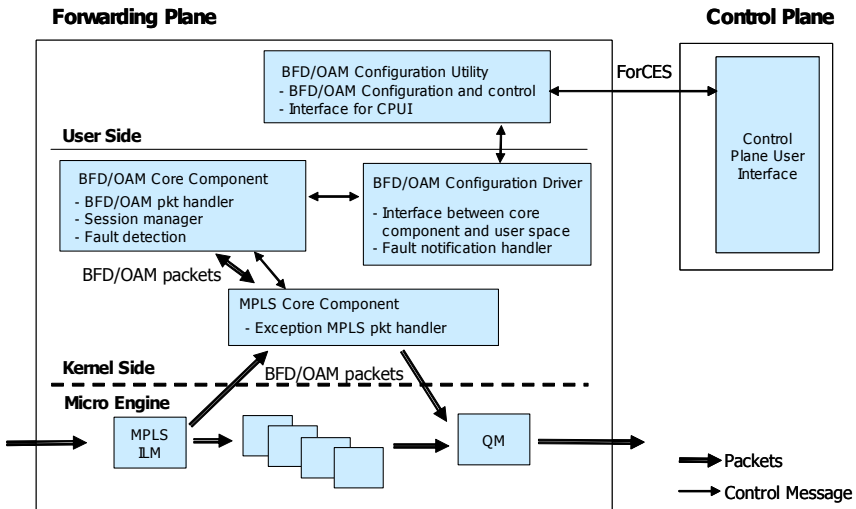 Forwarding Plane
Control Plane
BFD/OAM Configuration Utility
- BFD/OAM Configuration and control
- Interface for CPUI
ForCES
Control
Plane User
Interface
User Side
BFD/OAM Core Component
- BFD/OAM pkt handler
- Session manager
- Fault detection
BFD/OAM Configuration Driver
- Interface between core
component and user space
- Fault notification handler
BFD/OAM packets
MPLS Core Component
- Exception MPLS pkt handler
Kernel Side
BFD/OAM packets
Micro Engine
MPLS
ILM
QM
Packets
Control Message